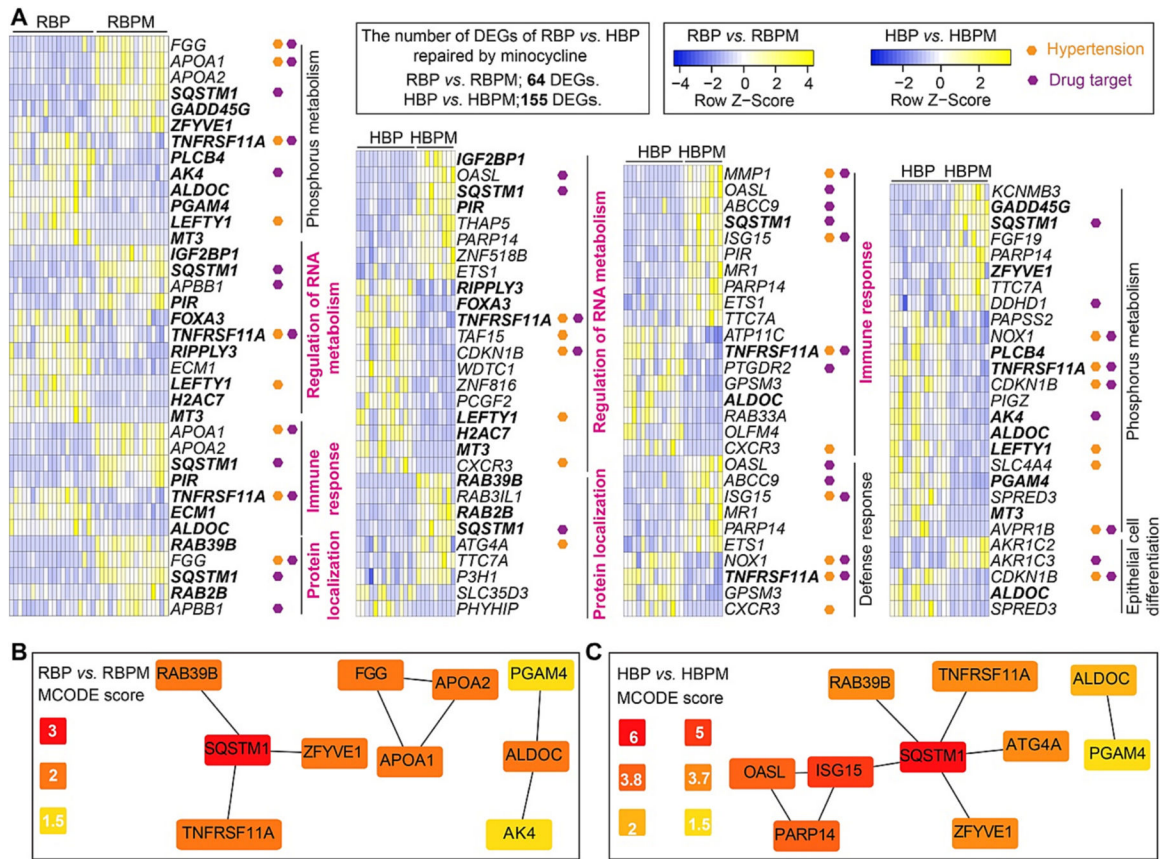 A
RBP
RBPM
FGG
APOA1
APOA2
SQSTM1
GADD45G
ZFYVE1
TNFRSF11A
PLCB4
AK4
ALDOC
PGAM4
LEFTY1
MT3
Phosphorus metabolism
IGF2BP1
SQSTM1
APBB1
PIR
FOXA3
TNFRSF11A
RIPPLY3
ECM1
LEFTY1
H2AC7
MT3
Regulation of RNA
metabolism
APOA1
APOA2
SQSTM1
PIR
TNFRSF11A
ECM1
ALDOC
Immune
response
RAB39B
FGG
SQSTM1
RAB2B
APBB1
Protein
localization
The number of DEGs of RBP vs. HBP
repaired by minocycline
RBP vs. RBPM; 64 DEGs.
HBP vs. HBPM;155 DEGs.
RBP vs. RBPM
-4 -2 0 2 4
Row Z-Score
HBP vs. HBPM
-2 0 2
Row Z-Score
Hypertension
Drug target
HBP
HBPM
IGF2BP1
OASL
SQSTM1
PIR
THAP5
PARP14
ZNF518B
ETS1
RIPPLY3
FOXA3
TNFRSF11A
TAF15
CDKN1B
WDTC1
ZNF816
PCGF2
LEFTY1
H2AC7
MT3
CXCR3
Regulation of RNA metabolism
RAB39B
RAB3IL1
RAB2B
SQSTM1
ATG4A
TTC7A
P3H1
SLC35D3
PHYHIP
Protein localization
HBP
HBPM
MMP1
OASL
ABCC9
SQSTM1
ISG15
PIR
MR1
PARP14
ETS1
TTC7A
ATP11C
TNFRSF11A
PTGDR2
GPSM3
ALDOC
RAB33A
OLFM4
CXCR3
Immune response
OASL
ABCC9
ISG15
MR1
PARP14
ETS1
NOX1
TNFRSF11A
GPSM3
CXCR3
Defense response
HBP
HBPM
KCNMB3
GADD45G
SQSTM1
FGF19
PARP14
ZFYVE1
TTC7A
DDHD1
PAPSS2
NOX1
PLCB4
TNFRSF11A
CDKN1B
PIGZ
AK4
ALDOC
LEFTY1
SLC4A4
PGAM4
SPRED3
MT3
AVPR1B
Phosphorus metabolism
AKR1C2
AKR1C3
CDKN1B
ALDOC
SPRED3
Epithelial cell
differentiation
B
RBP vs. RBPM
MCODE score
3
2
1.5
RAB39B
SQSTM1
ZFYVE1
TNFRSF11A
FGG
APOA2
APOA1
PGAM4
ALDOC
AK4
C
HBP vs. HBPM
MCODE score
6 5
3.8 3.7
2 1.5
RAB39B
TNFRSF11A
ALDOC
SQSTM1
ATG4A
PGAM4
OASL
ISG15
PARP14
ZFYVE1